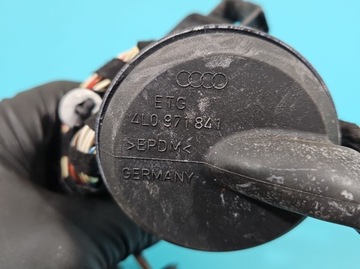 ETG
4L0 971 841
>EPDM<
GERMANY